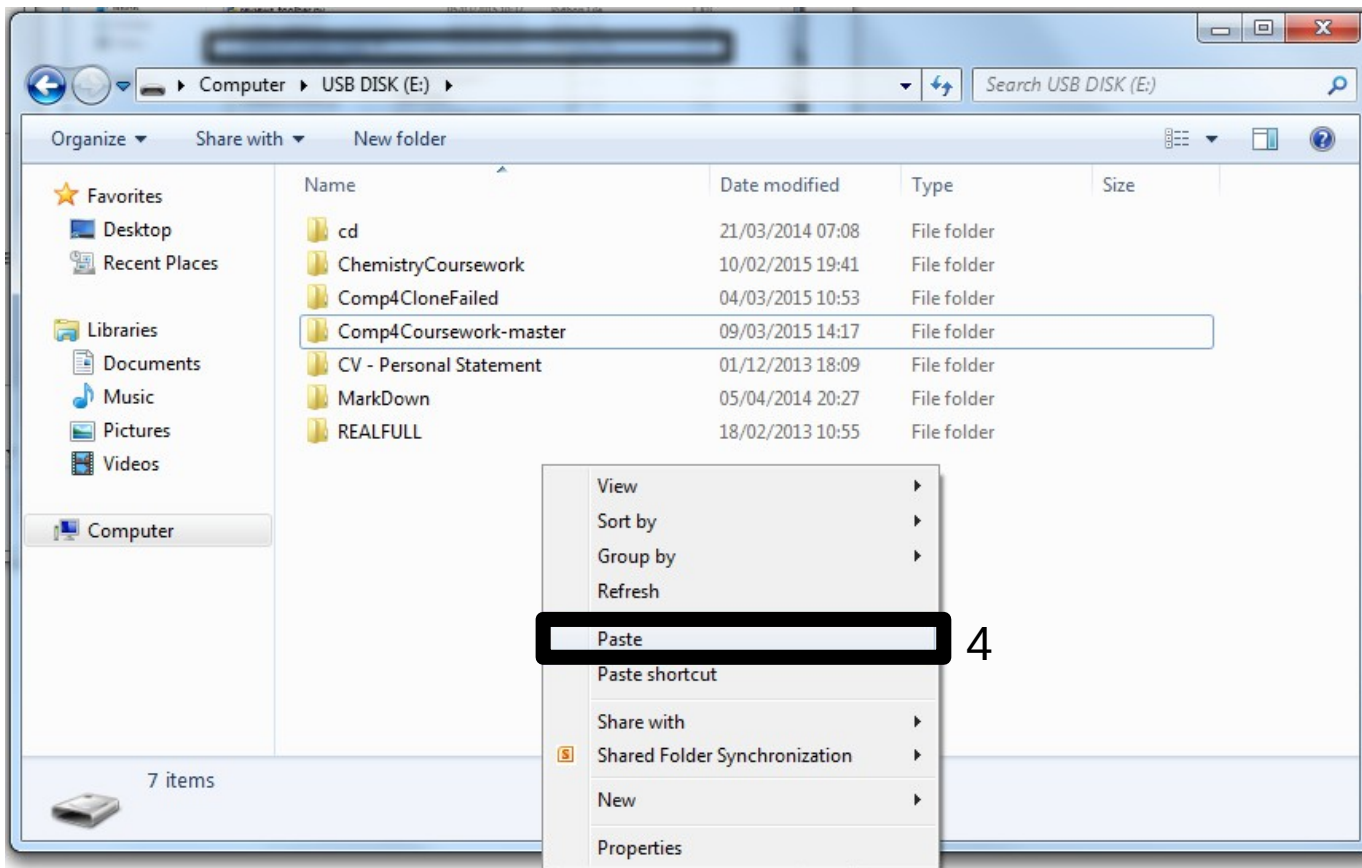 Computer USB DISK (E:) Search USB DISK (E:)
Organize Share with New folder
Name Date modified Type Size
Favorites
Desktop
Recent Places
Libraries
Documents
Music
Pictures
Videos
Computer
cd 21/03/2014 07:08 File folder
ChemistryCoursework 10/02/2015 19:41 File folder
Comp4CloneFailed 04/03/2015 10:53 File folder
Comp4Coursework-master 09/03/2015 14:17 File folder
CV - Personal Statement 01/12/2013 18:09 File folder
MarkDown 05/04/2014 20:27 File folder
REALFULL 18/02/2013 10:55 File folder
View
Sort by
Group by
Refresh
Paste 4
Paste shortcut
Share with
S Shared Folder Synchronization
New
Properties
7 items